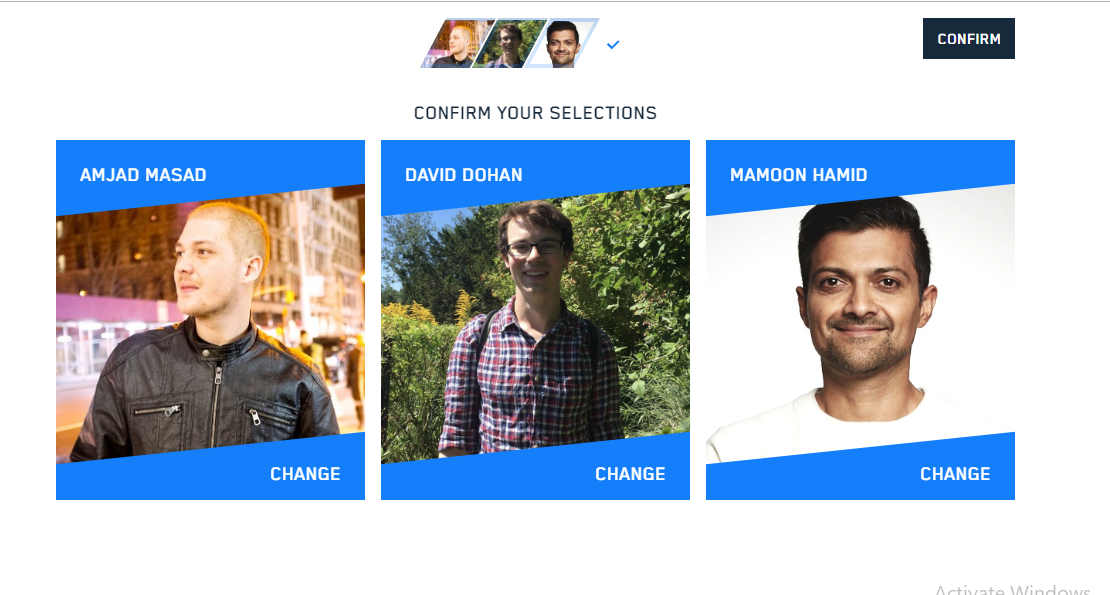 CONFIRM
CONFIRM YOUR SELECTIONS
AMJAD MASAD
DAVID DOHAN
MAMOON HAMID
CHANGE
CHANGE
CHANGE
Activate Windows